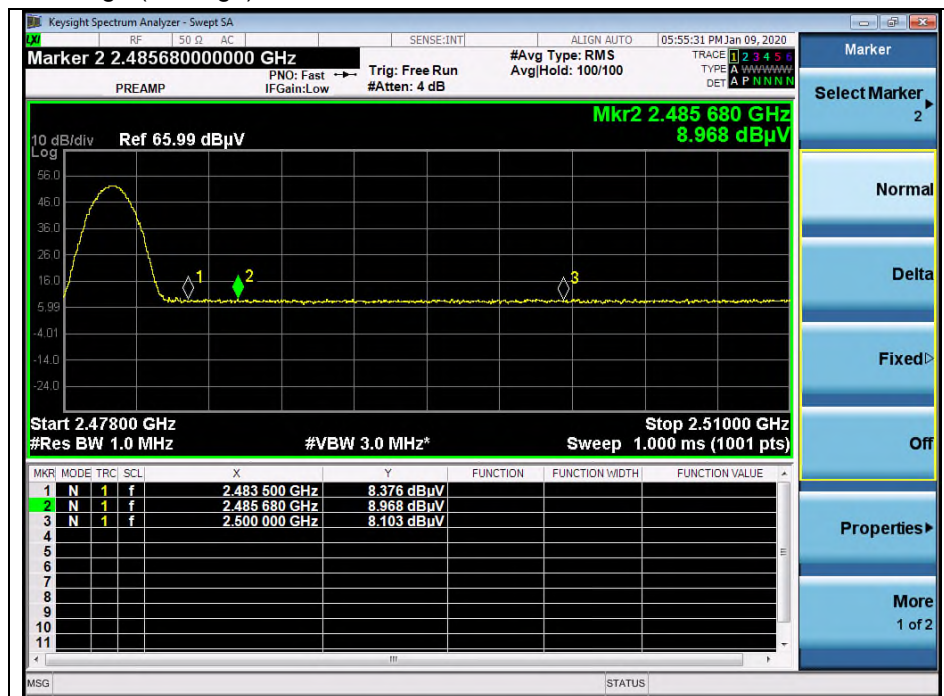 Keysight Spectrum Analyzer - Swept SA
LXI RF 50 Ω AC SENSE:INT ALIGN AUTO 05:55:31 PM Jan 09, 2020
Marker 2 2.485680000000 GHz
PREAMP
PNO: Fast
IFGain:Low
Trig: Free Run
#Atten: 4 dB
#Avg Type: RMS
Avg|Hold: 100/100
TRACE 1 2 3 4 5 6
TYPE A WWWWW
DET A P N N N N
Mkr2 2.485 680 GHz
8.968 dBµV
10 dB/div Ref 65.99 dBµV
Log
56.0
46.0
36.0
26.0
16.0
5.99
-4.01
-14.0
-24.0
1
2
3
Start 2.47800 GHz Stop 2.51000 GHz
#Res BW 1.0 MHz #VBW 3.0 MHz* Sweep 1.000 ms (1001 pts)
MKR MODE TRC SCL X Y FUNCTION FUNCTION WIDTH FUNCTION VALUE
1 N 1 f 2.483 500 GHz 8.376 dBµV
2 N 1 f 2.485 680 GHz 8.968 dBµV
3 N 1 f 2.500 000 GHz 8.103 dBµV
4
5
6
7
8
9
10
11
MSG STATUS
Marker
Select Marker
2
Normal
Delta
Fixed
Off
Properties
More
1 of 2